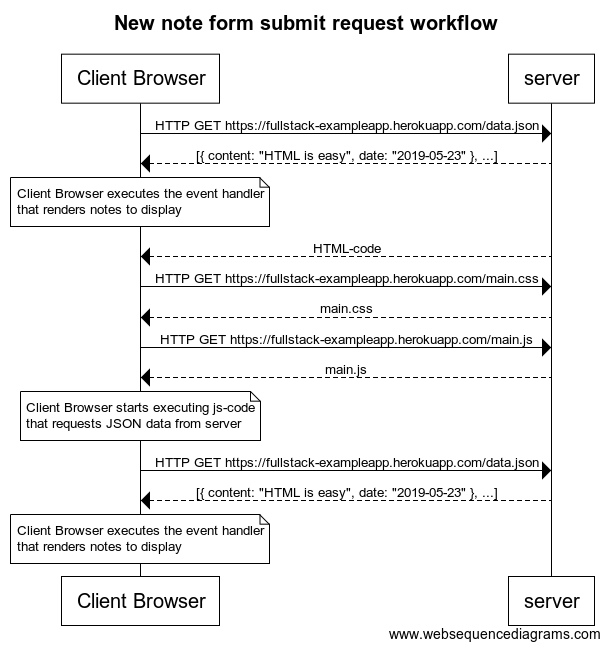 New note form submit request workflow
Client Browser
server
HTTP GET https://fullstack-exampleapp.herokuapp.com/data.json
[{ content: "HTML is easy", date: "2019-05-23" }, ...]
Client Browser executes the event handler
that renders notes to display
HTML-code
HTTP GET https://fullstack-exampleapp.herokuapp.com/main.css
main.css
HTTP GET https://fullstack-exampleapp.herokuapp.com/main.js
main.js
Client Browser starts executing js-code
that requests JSON data from server
HTTP GET https://fullstack-exampleapp.herokuapp.com/data.json
[{ content: "HTML is easy", date: "2019-05-23" }, ...]
Client Browser executes the event handler
that renders notes to display
Client Browser
server
www.websequencediagrams.com